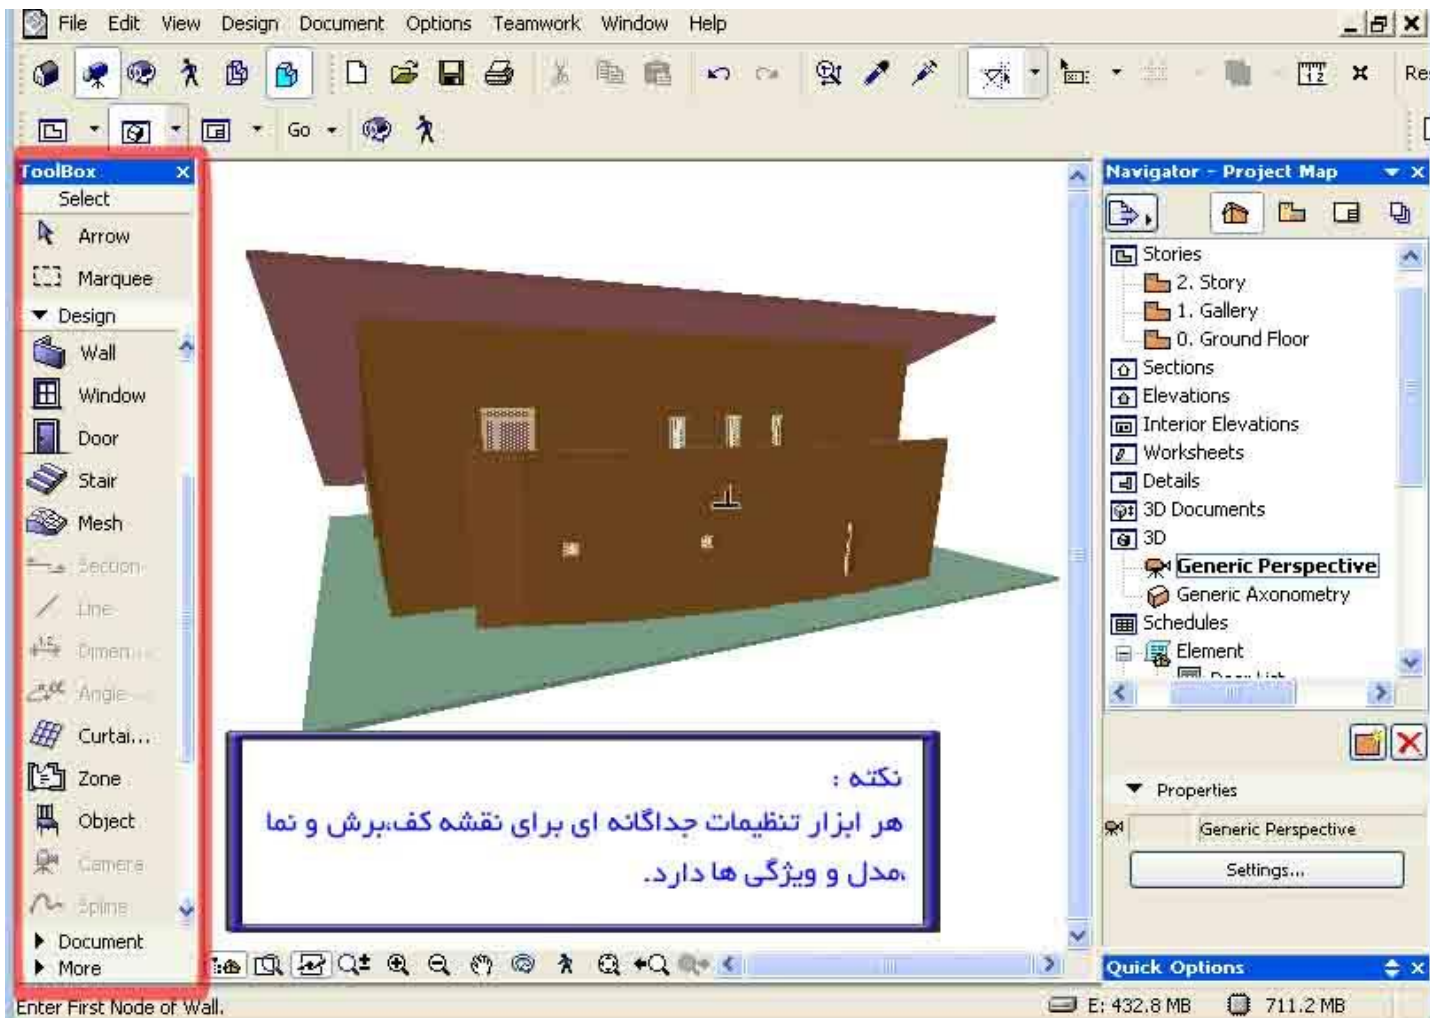 File Edit View Design Document Options Teamwork Window Help
Go
ToolBox
Select
Arrow
Marquee
Design
Wall
Window
Door
Stair
Mesh
Section
Line
Dimen...
Angle
Curtai...
Zone
Object
Camera
Spline
Document
More
نکته :
هر ابزار تنظیمات جداگانه ای برای نقشه کف،برش و نما
،مدل و ویژگی ها دارد.
Navigator - Project Map
Stories
2. Story
1. Gallery
0. Ground Floor
Sections
Elevations
Interior Elevations
Worksheets
Details
3D Documents
3D
Generic Perspective
Generic Axonometry
Schedules
Element
Properties
Generic Perspective
Settings...
Quick Options
Enter First Node of Wall.
E: 432.8 MB
711.2 MB